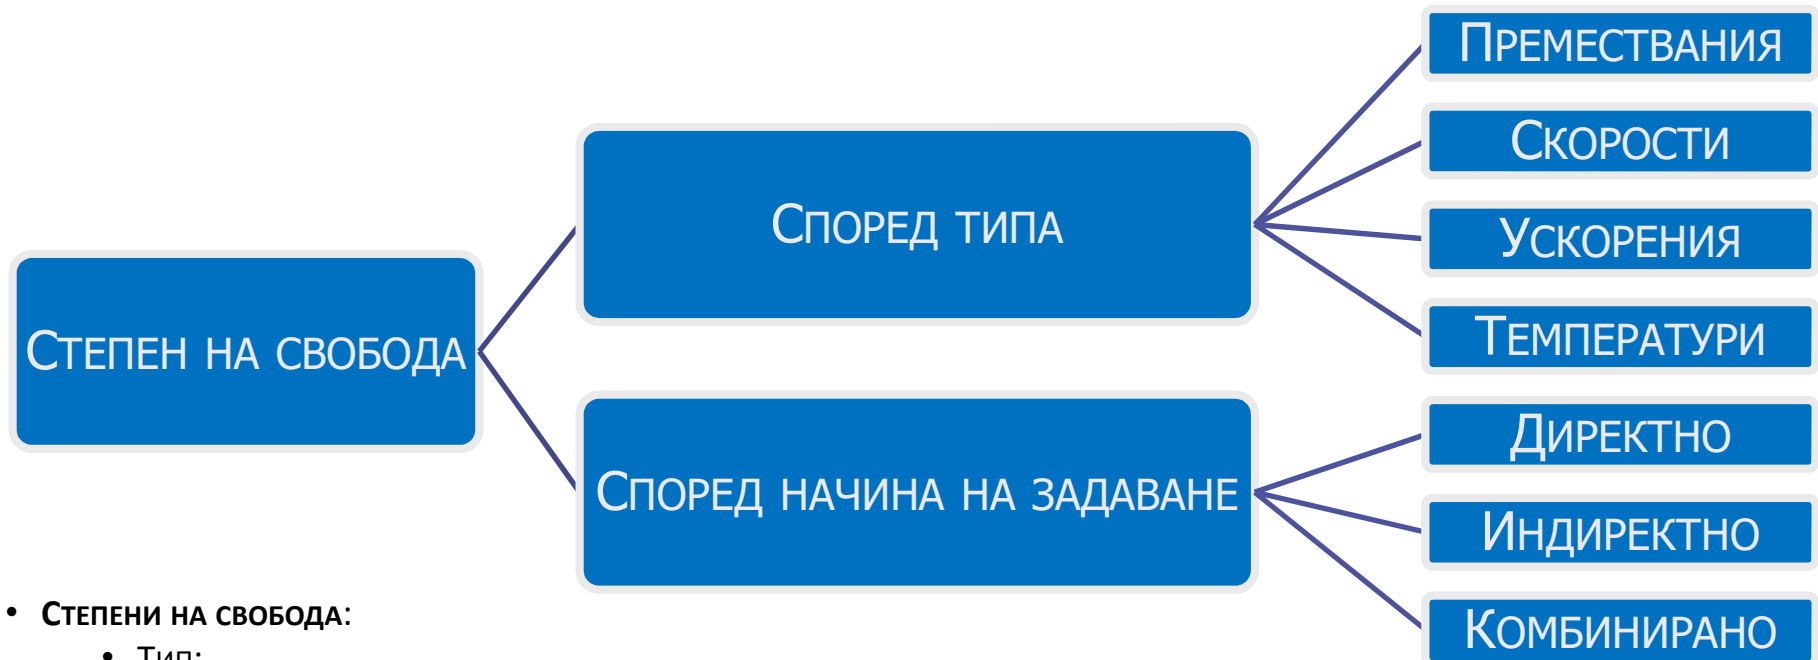 Степен на свобода
Според типа
Премествания
Скорости
Ускорения
Температури
Според начина на задаване
Директно
Индиректно
Комбинирано
• Степени на свобода:
• Тип: